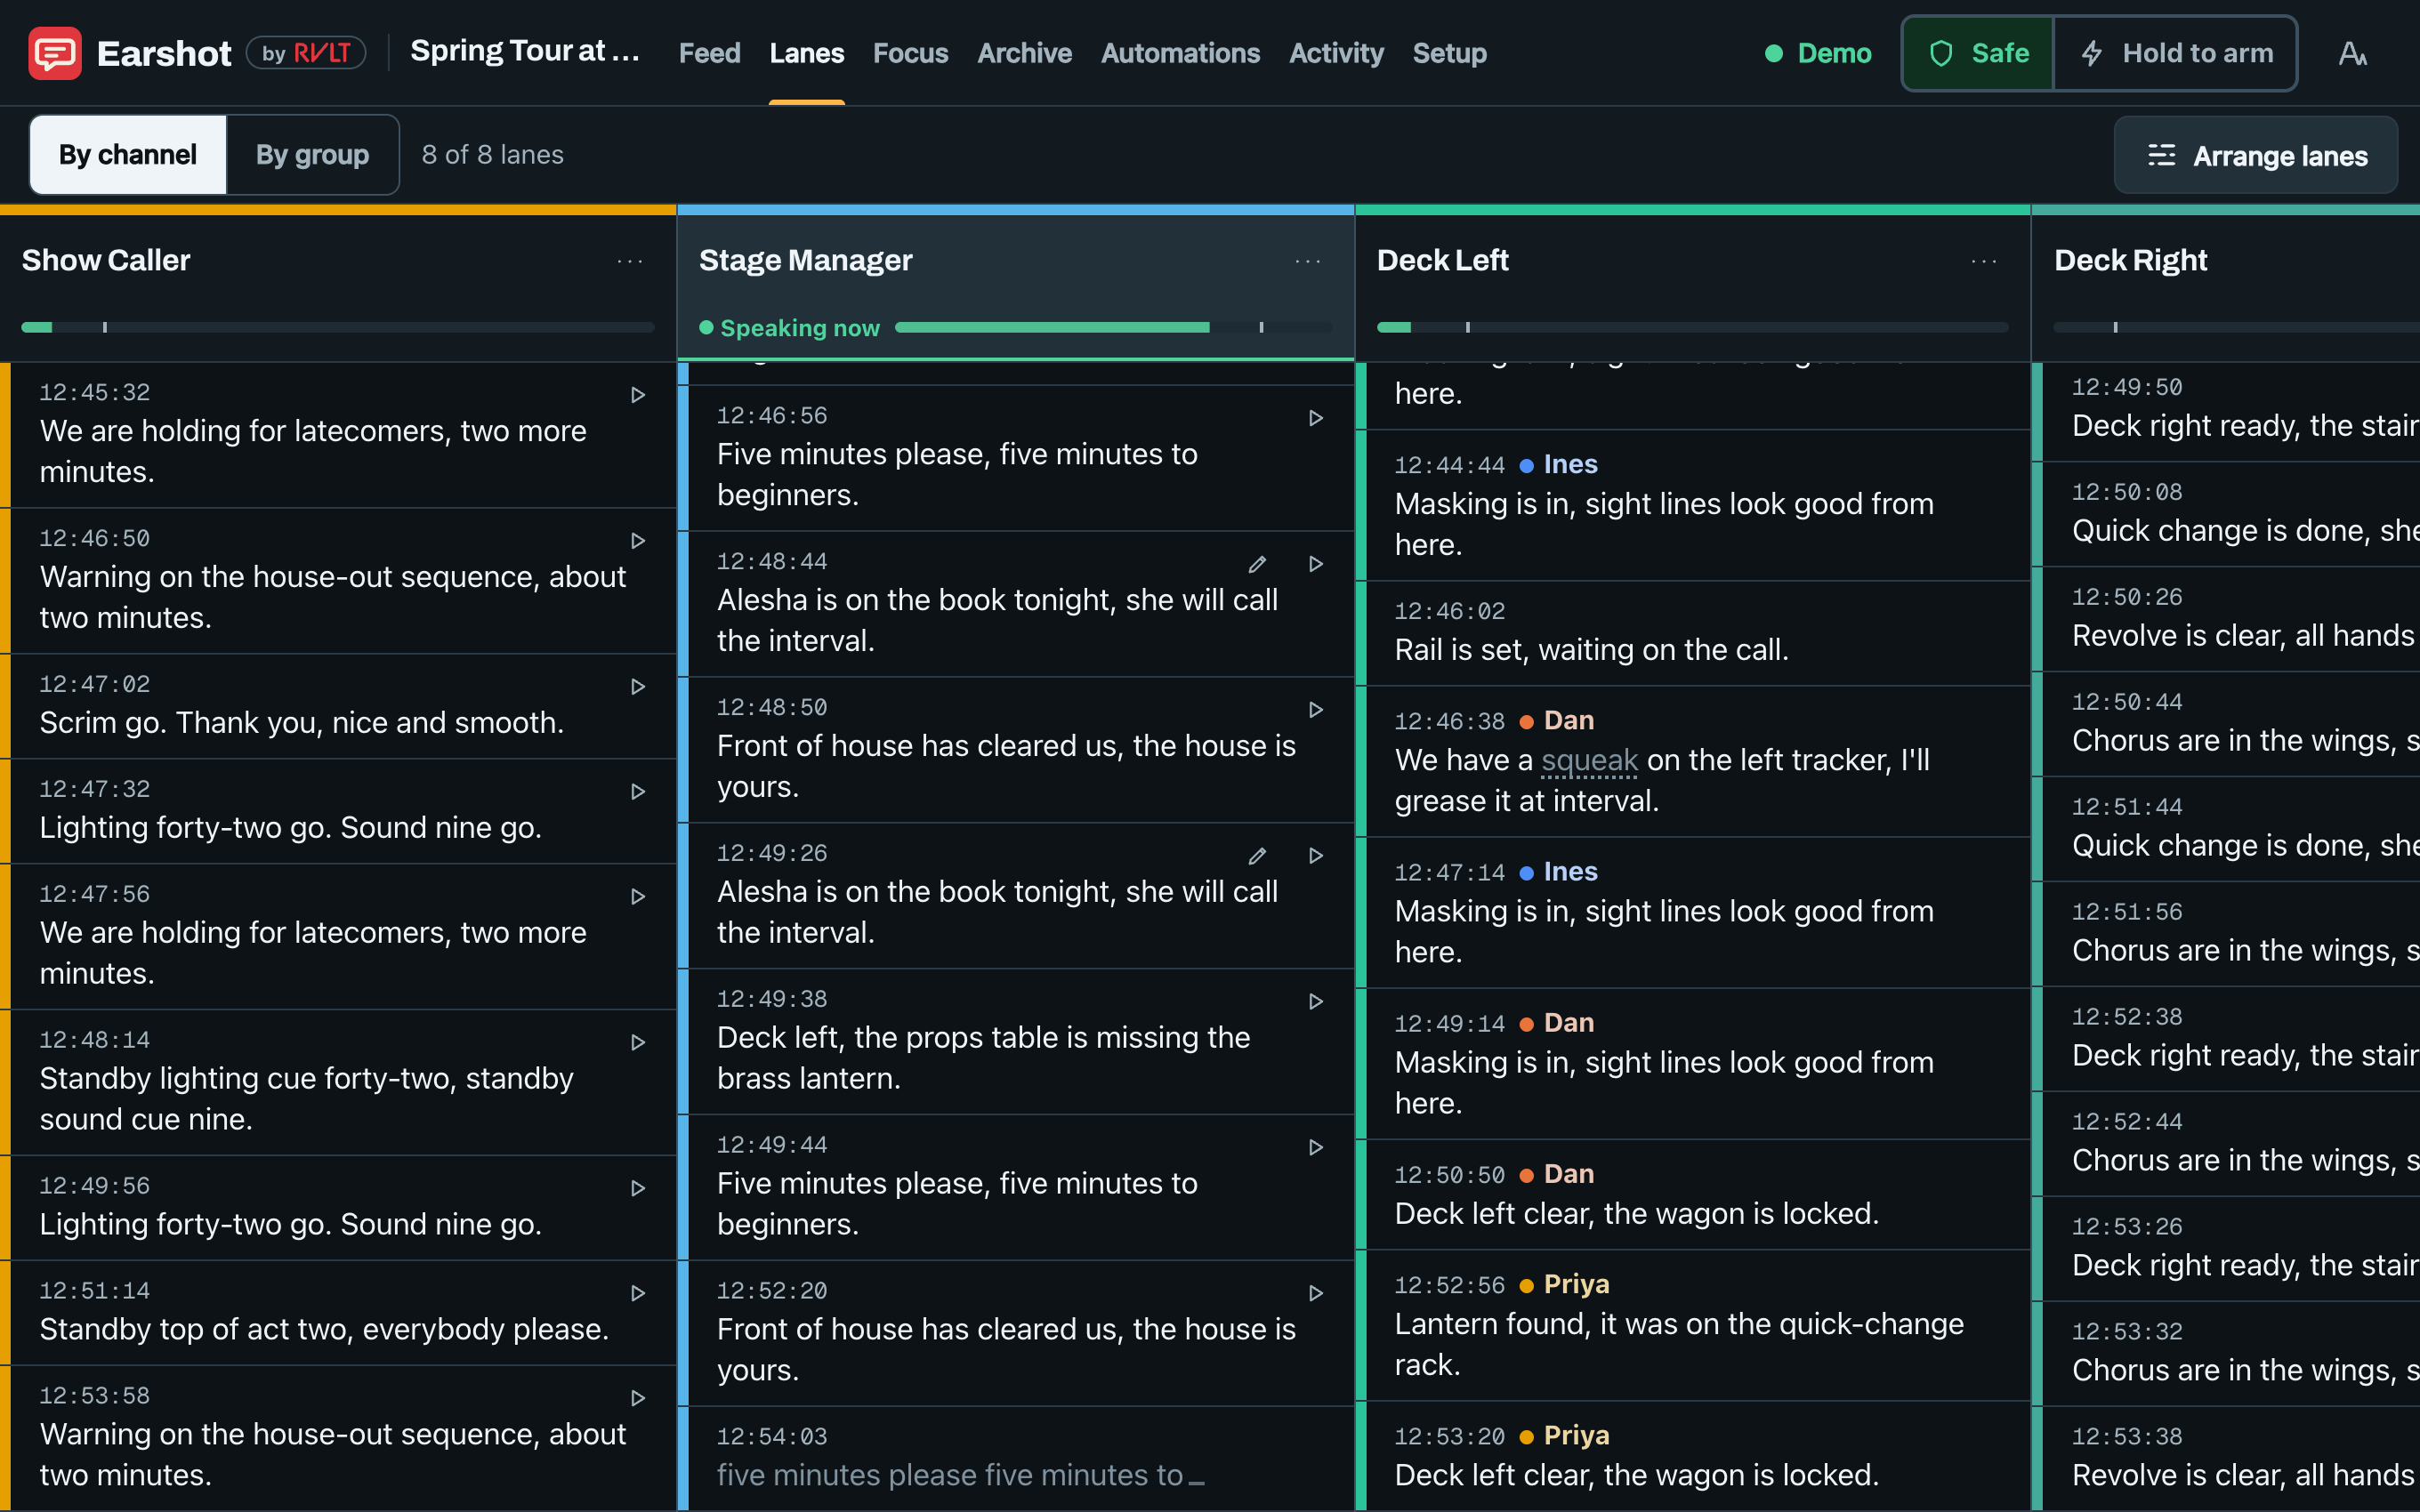 Earshot
by RVLT
Spring Tour at ...
Feed
Lanes
Focus
Archive
Automations
Activity
Setup
Demo
Safe
Hold to arm
By channel
By group
8 of 8 lanes
Arrange lanes
Show Caller
12:45:32
We are holding for latecomers, two more
minutes.
12:46:50
Warning on the house-out sequence, about
two minutes.
12:47:02
Scrim go. Thank you, nice and smooth.
12:47:32
Lighting forty-two go. Sound nine go.
12:47:56
We are holding for latecomers, two more
minutes.
12:48:14
Standby lighting cue forty-two, standby
sound cue nine.
12:49:56
Lighting forty-two go. Sound nine go.
12:51:14
Standby top of act two, everybody please.
12:53:58
Warning on the house-out sequence, about
two minutes.
Stage Manager
Speaking now
12:46:56
Five minutes please, five minutes to
beginners.
12:48:44
Alesha is on the book tonight, she will call
the interval.
12:48:50
Front of house has cleared us, the house is
yours.
12:49:26
Alesha is on the book tonight, she will call
the interval.
12:49:38
Deck left, the props table is missing the
brass lantern.
12:49:44
Five minutes please, five minutes to
beginners.
12:52:20
Front of house has cleared us, the house is
yours.
12:54:03
five minutes please five minutes to
Deck Left
here.
12:44:44 Ines
Masking is in, sight lines look good from
here.
12:46:02
Rail is set, waiting on the call.
12:46:38 Dan
We have a squeak on the left tracker, I'll
grease it at interval.
12:47:14 Ines
Masking is in, sight lines look good from
here.
12:49:14 Dan
Masking is in, sight lines look good from
here.
12:50:50 Dan
Deck left clear, the wagon is locked.
12:52:56 Priya
Lantern found, it was on the quick-change
rack.
12:53:20 Priya
Deck left clear, the wagon is locked.
Deck Right
12:49:50
Deck right ready, the stair
12:50:08
Quick change is done, she
12:50:26
Revolve is clear, all hands
12:50:44
Chorus are in the wings, s
12:51:44
Quick change is done, she
12:51:56
Chorus are in the wings, s
12:52:38
Deck right ready, the stair
12:52:44
Chorus are in the wings, s
12:53:26
Deck right ready, the stair
12:53:32
Chorus are in the wings, s
12:53:38
Revolve is clear, all hands